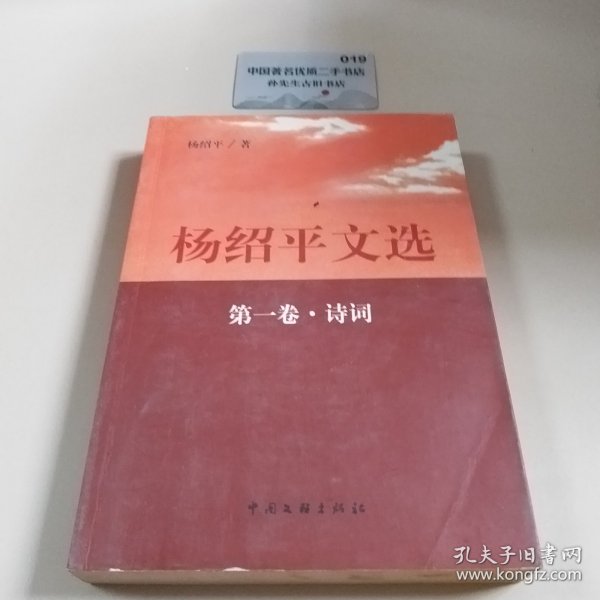 019
中国著名优质二手书店
孙先生古旧书店
杨绍平／著
杨绍平文选
第一卷·诗词
中国文联出版社
孔夫子旧书网
www.kongfz.com